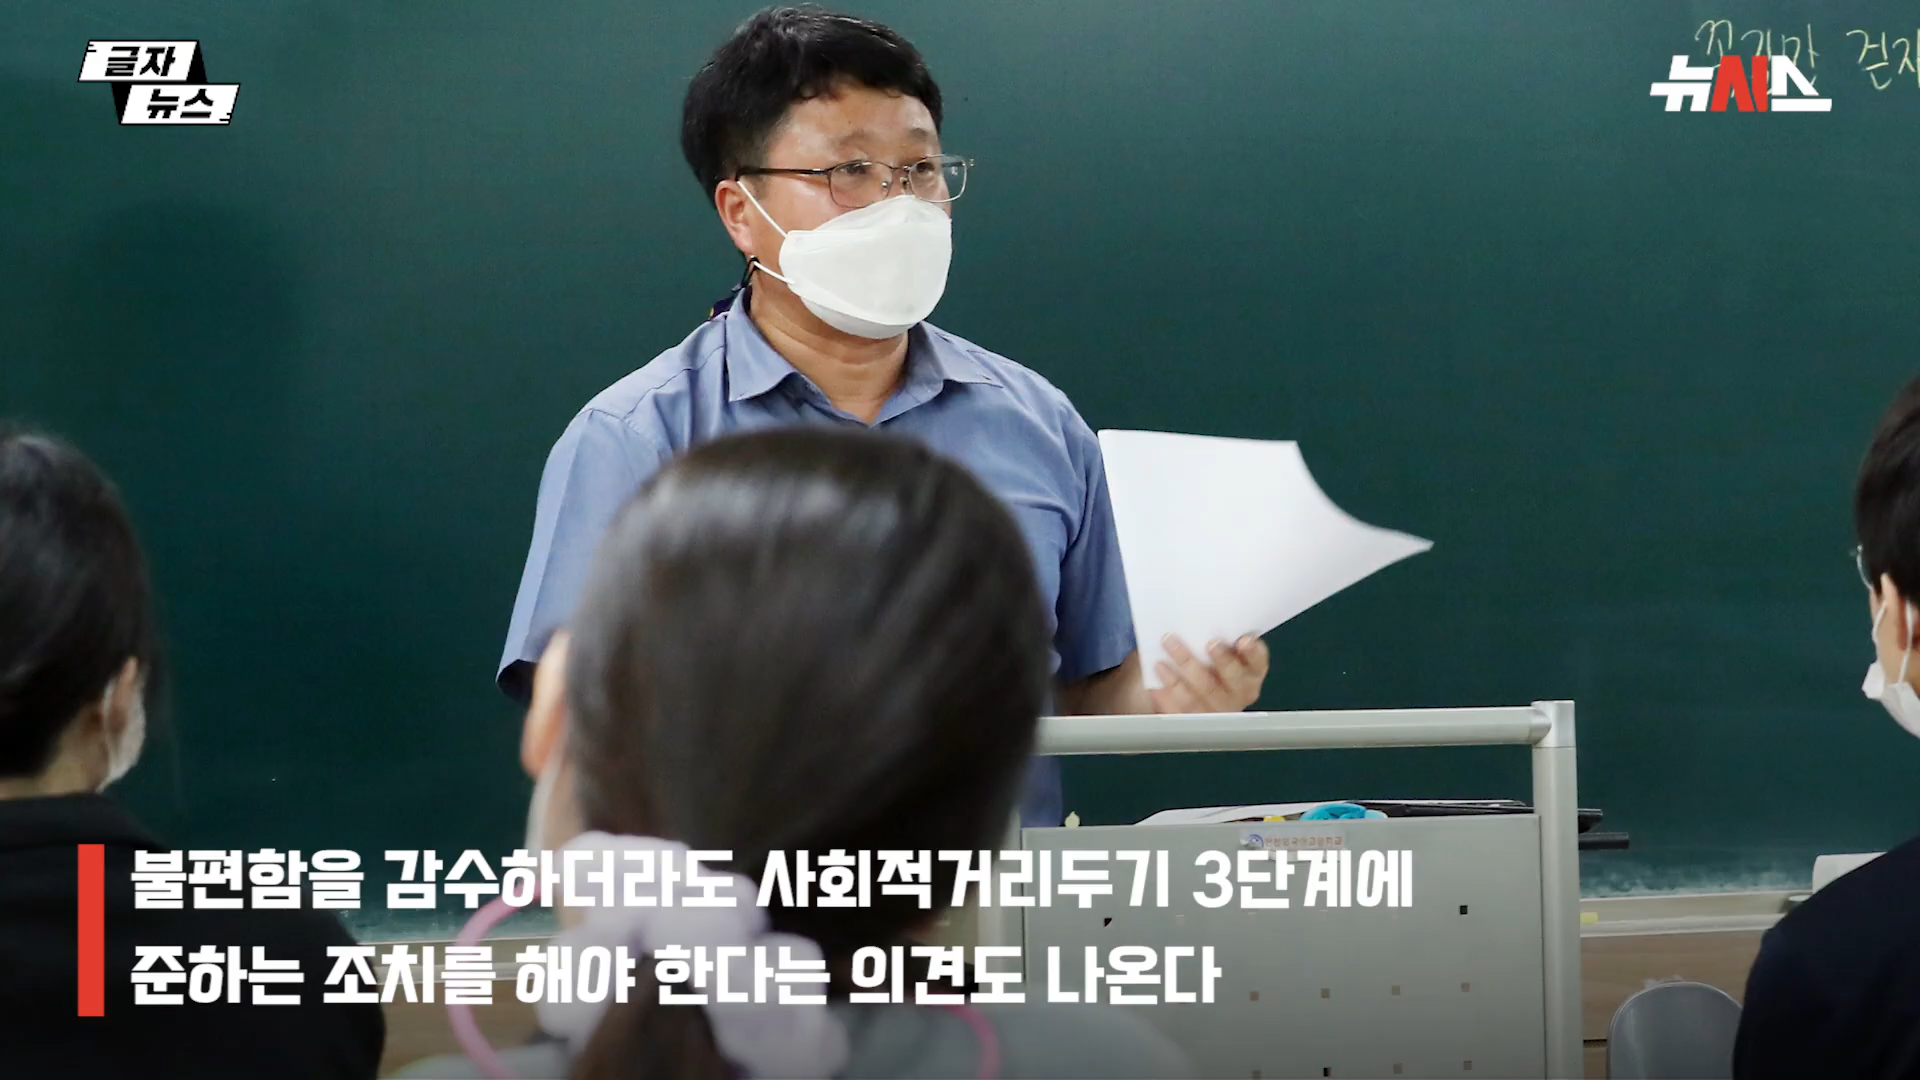 글자
뉴스
뉴시스
불편함을 감수하더라도 사회적거리두기 3단계에
준하는 조치를 해야 한다는 의견도 나온다